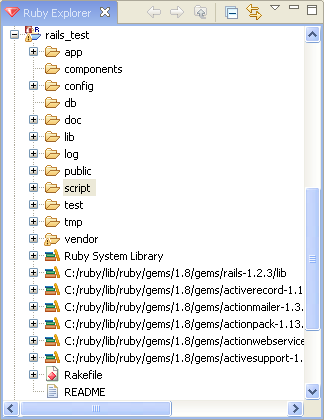 Ruby Explorer
rails_test
app
components
config
db
doc
lib
log
public
script
test
tmp
vendor
Ruby System Library
C:/ruby/lib/ruby/gems/1.8/gems/rails-1.2.3/lib
C:/ruby/lib/ruby/gems/1.8/gems/activerecord-1.1
C:/ruby/lib/ruby/gems/1.8/gems/actionmailer-1.3.
C:/ruby/lib/ruby/gems/1.8/gems/actionpack-1.13.
C:/ruby/lib/ruby/gems/1.8/gems/actionwebservice
C:/ruby/lib/ruby/gems/1.8/gems/activesupport-1.
Rakefile
README